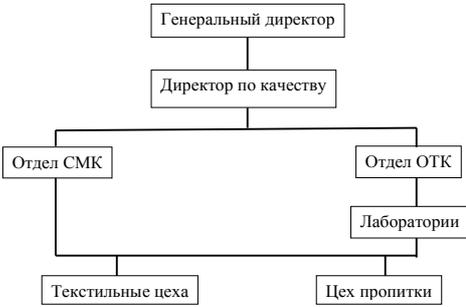 Генеральный директор
Директор по качеству
Отдел СМК
Отдел ОТК
Лаборатории
Текстильные цеха
Цех пропитки